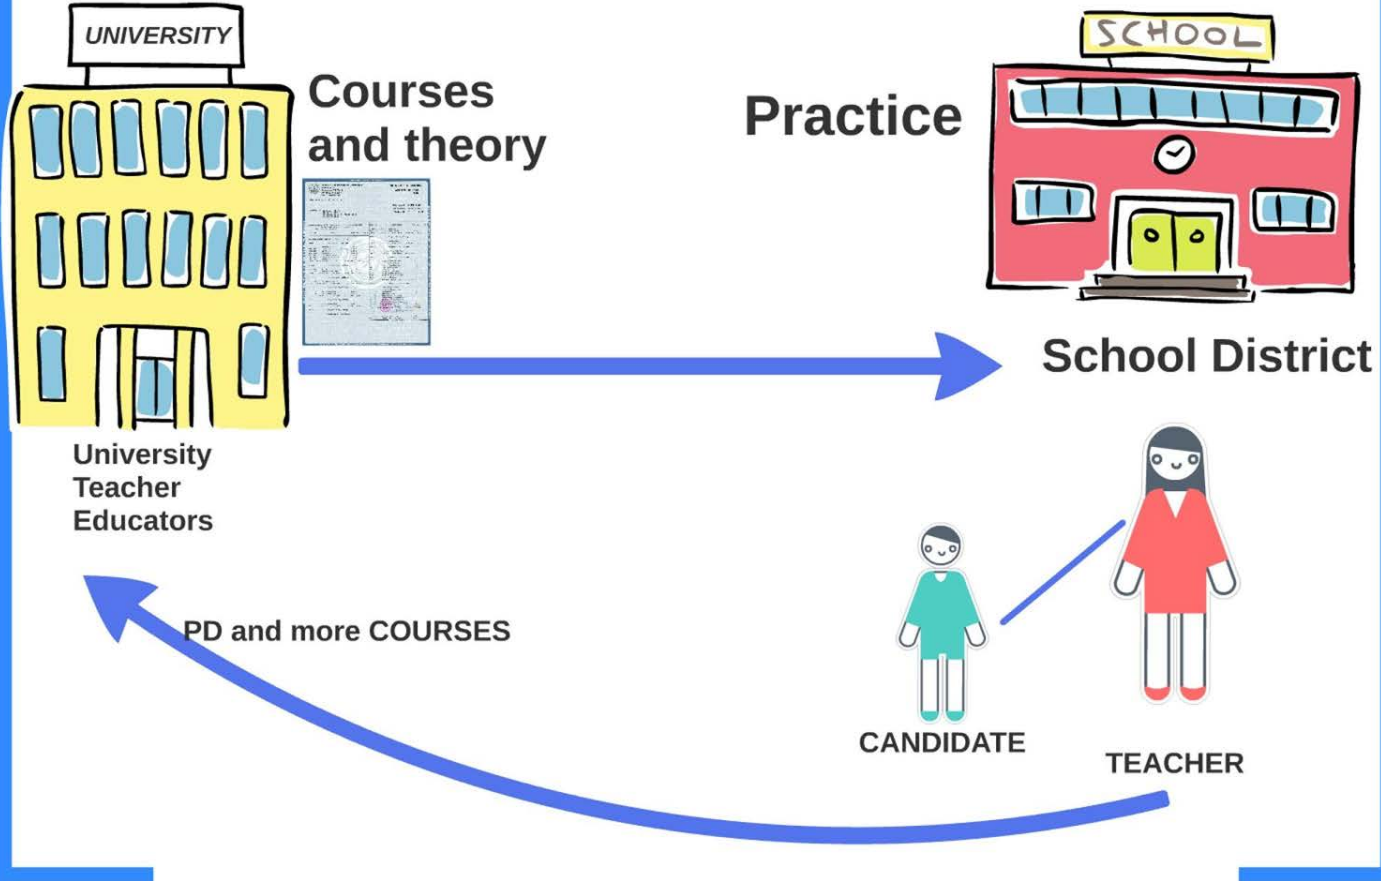 UNIVERSITY
Courses
and theory
Practice
SCHOOL
School District
University
Teacher
Educators
PD and more COURSES
CANDIDATE
TEACHER